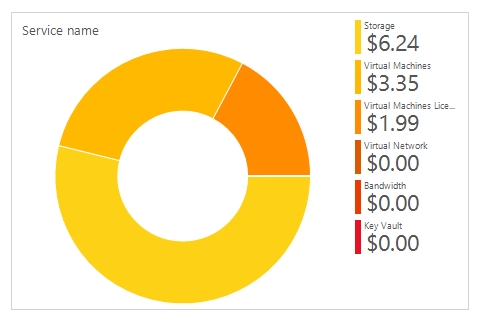 Service name
Storage
$6.24
Virtual Machines
$3.35
Virtual Machines Lice...
$1.99
Virtual Network
$0.00
Bandwidth
$0.00
Key Vault
$0.00